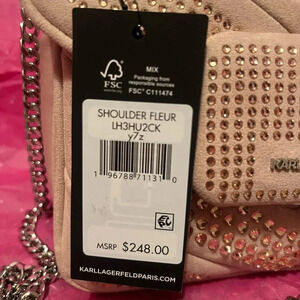 FSC
MIX
Packaging from
responsible sources
FSC® C111474
SHOULDER FLEUR
LH3HU2CK
y7z
1 96788 71131 0
MSRP $248.00
KARLLAGERFELDPARIS.COM
KARL